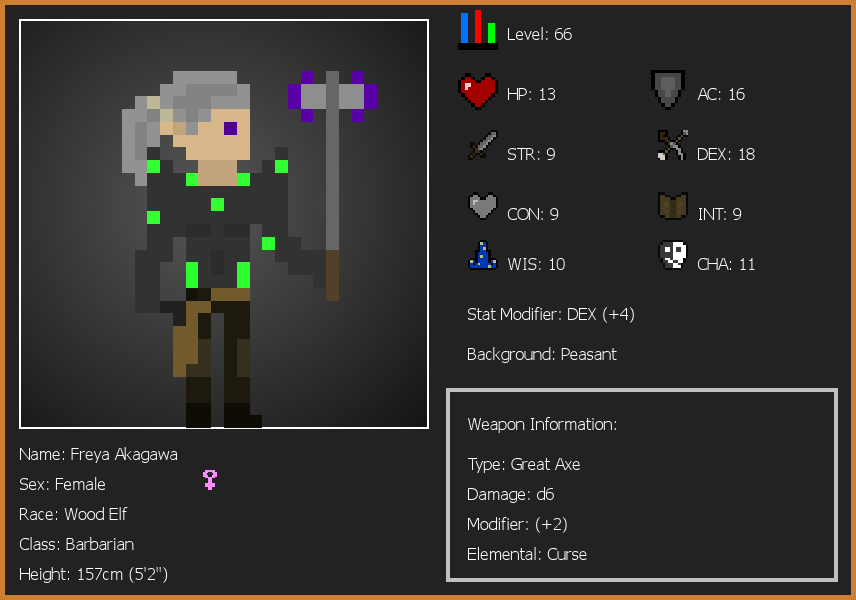 Level: 66
HP: 13
AC: 16
STR: 9
DEX: 18
CON: 9
INT: 9
WIS: 10
CHA: 11
Stat Modifier: DEX (+4)
Background: Peasant
Weapon Information:
Type: Great Axe
Damage: d6
Modifier: (+2)
Elemental: Curse
Name: Freya Akagawa
Sex: Female
Race: Wood Elf
Class: Barbarian
Height: 157cm (5'2")